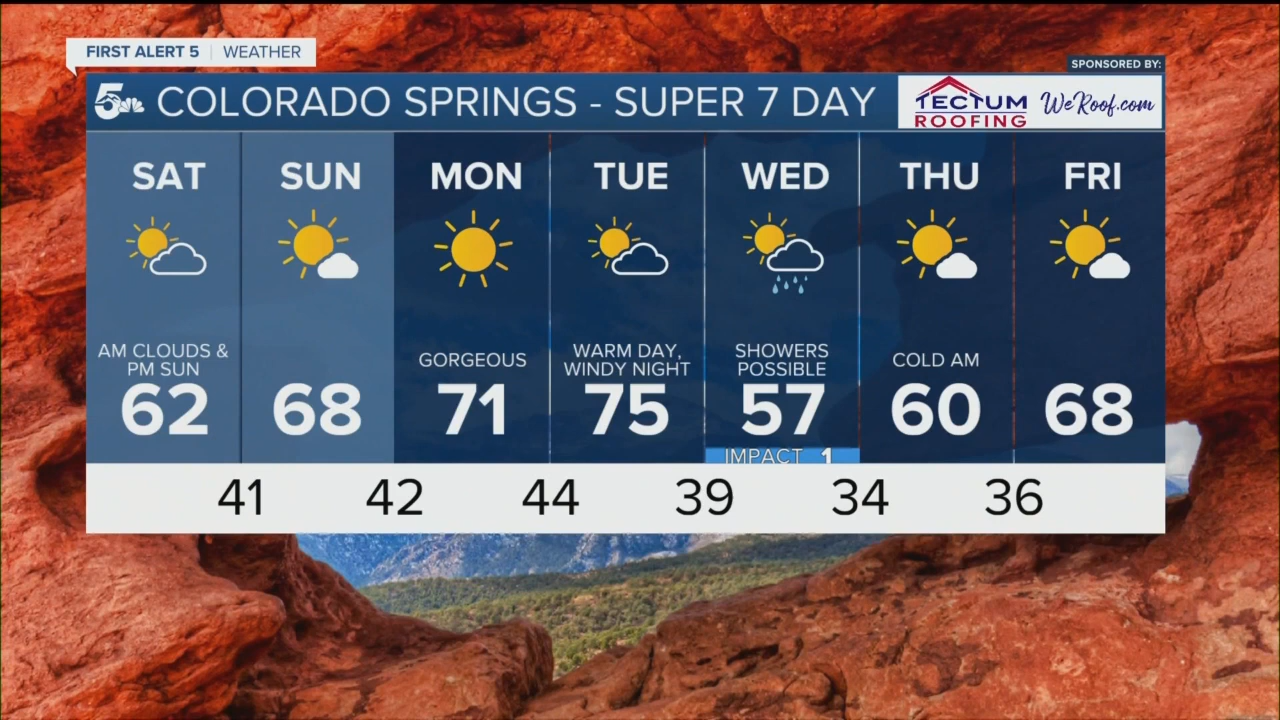 FIRST ALERT 5 | WEATHER
SPONSORED BY:
5 COLORADO SPRINGS - SUPER 7 DAY
TECTUM
ROOFING
WeRoof.com
SAT SUN MON TUE WED THU FRI
AM CLOUDS &
PM SUN
GORGEOUS
WARM DAY,
WINDY NIGHT
SHOWERS
POSSIBLE
COLD AM
62 68 71 75 57 60 68
IMPACT 1
41 42 44 39 34 36